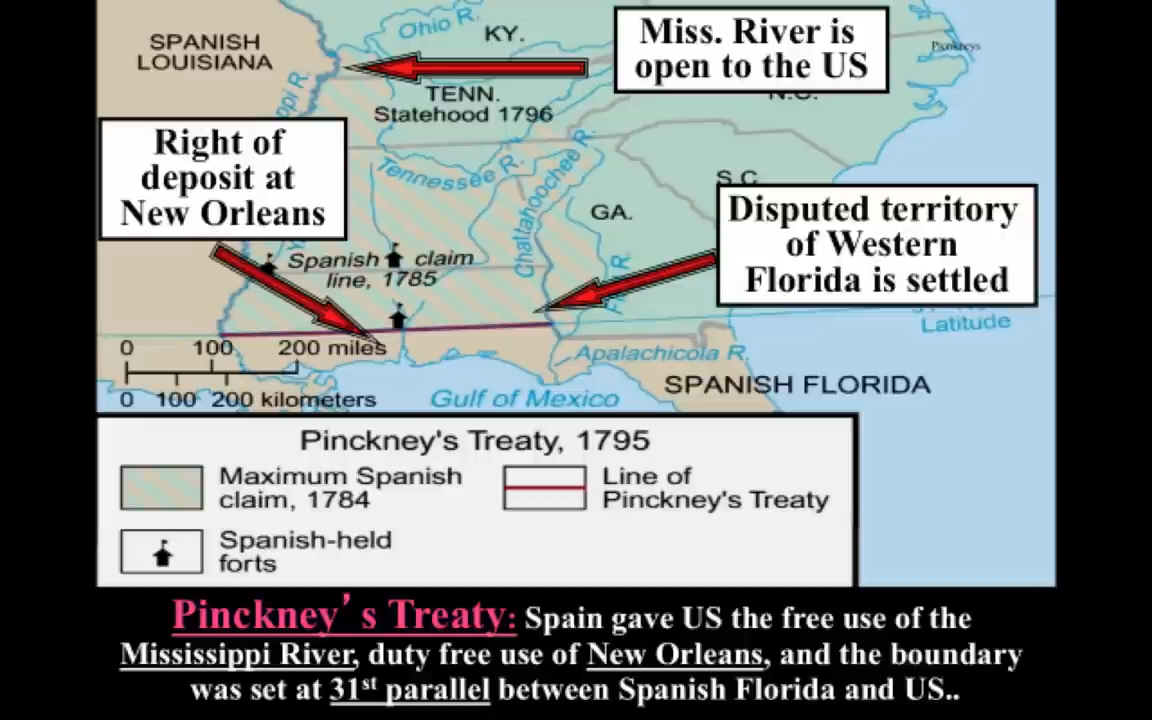 SPANISH
LOUISIANA
Ohio R.
KY.
Miss. River is
open to the US
Pinckneys
ppi R.
TENN.
Statehood 1796
N.C.
Right of
deposit at
New Orleans
Tennessee R.
Chattahoochee R.
S.C.
GA.
Disputed territory
of Western
Florida is settled
Spanish claim
line, 1785
R.
Latitude
0 100 200 miles
0 100 200 kilometers
Apalachicola R.
Gulf of Mexico
SPANISH FLORIDA
Pinckney's Treaty, 1795
Maximum Spanish
claim, 1784
Line of
Pinckney's Treaty
Spanish-held
forts
Pinckney’s Treaty: Spain gave US the free use of the
Mississippi River, duty free use of New Orleans, and the boundary
was set at 31st parallel between Spanish Florida and US..